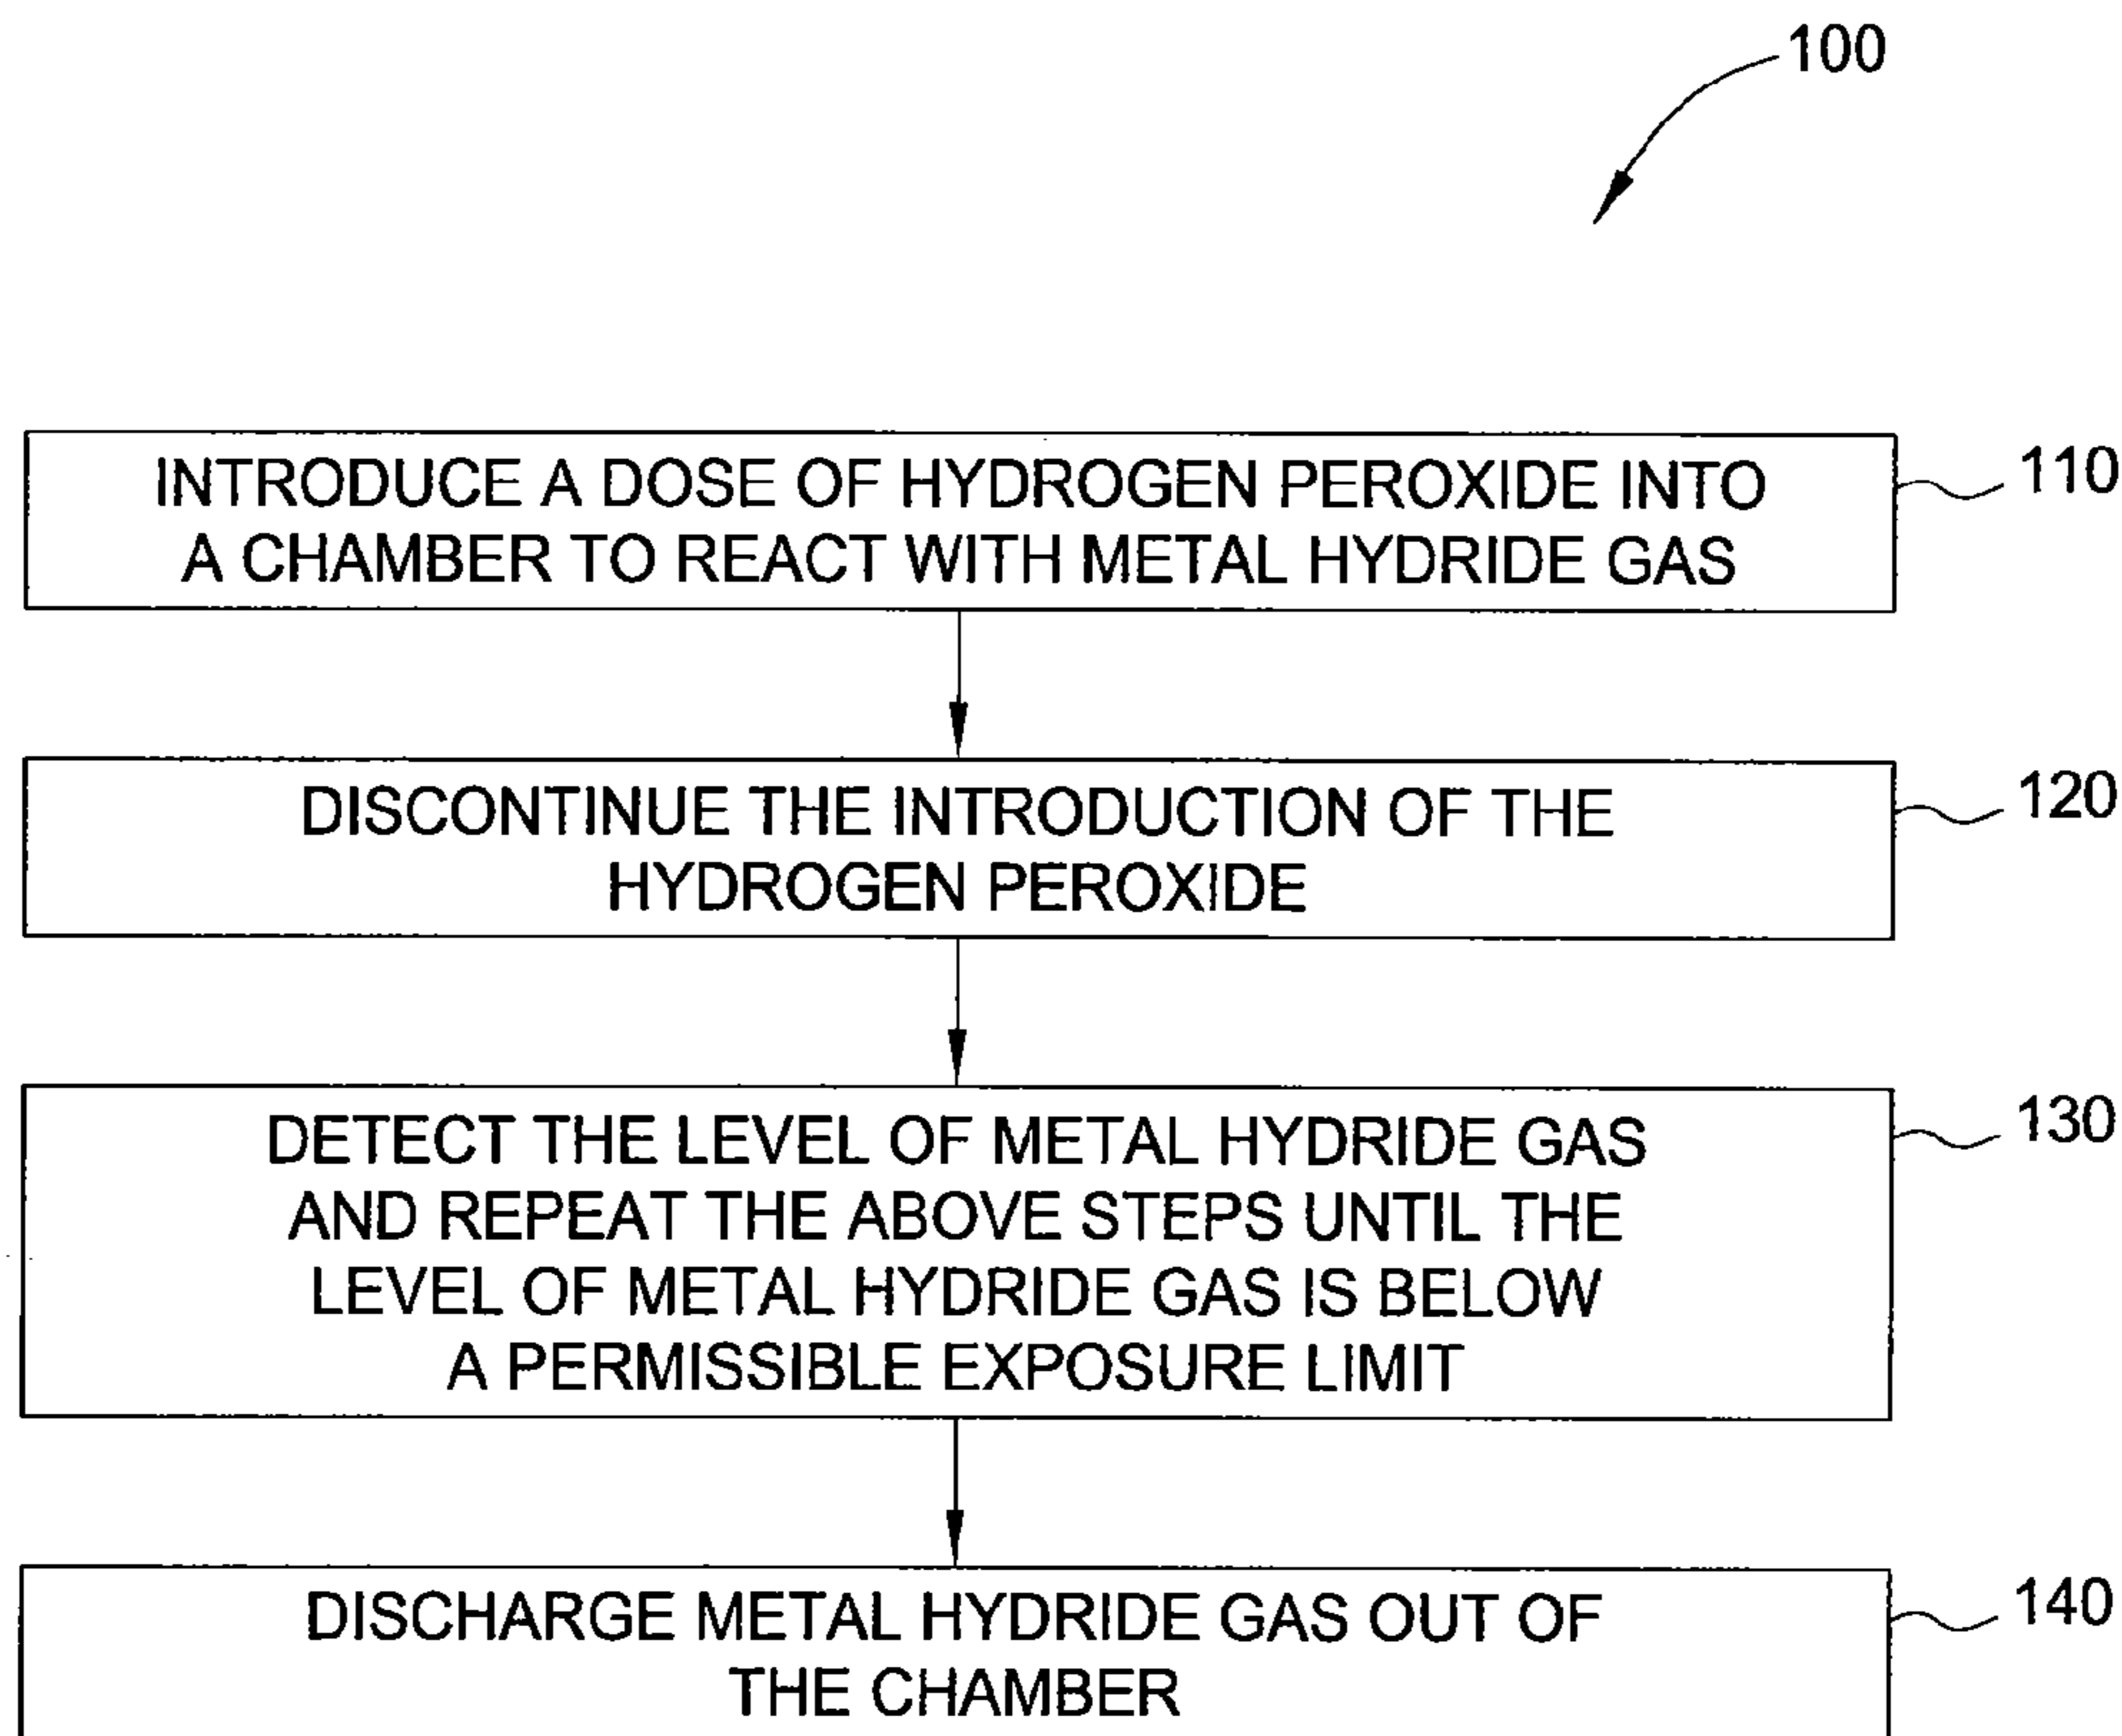 100
INTRODUCE A DOSE OF HYDROGEN PEROXIDE INTO
A CHAMBER TO REACT WITH METAL HYDRIDE GAS
110
DISCONTINUE THE INTRODUCTION OF THE
HYDROGEN PEROXIDE
120
DETECT THE LEVEL OF METAL HYDRIDE GAS
AND REPEAT THE ABOVE STEPS UNTIL THE
LEVEL OF METAL HYDRIDE GAS IS BELOW
A PERMISSIBLE EXPOSURE LIMIT
130
DISCHARGE METAL HYDRIDE GAS OUT OF
THE CHAMBER
140